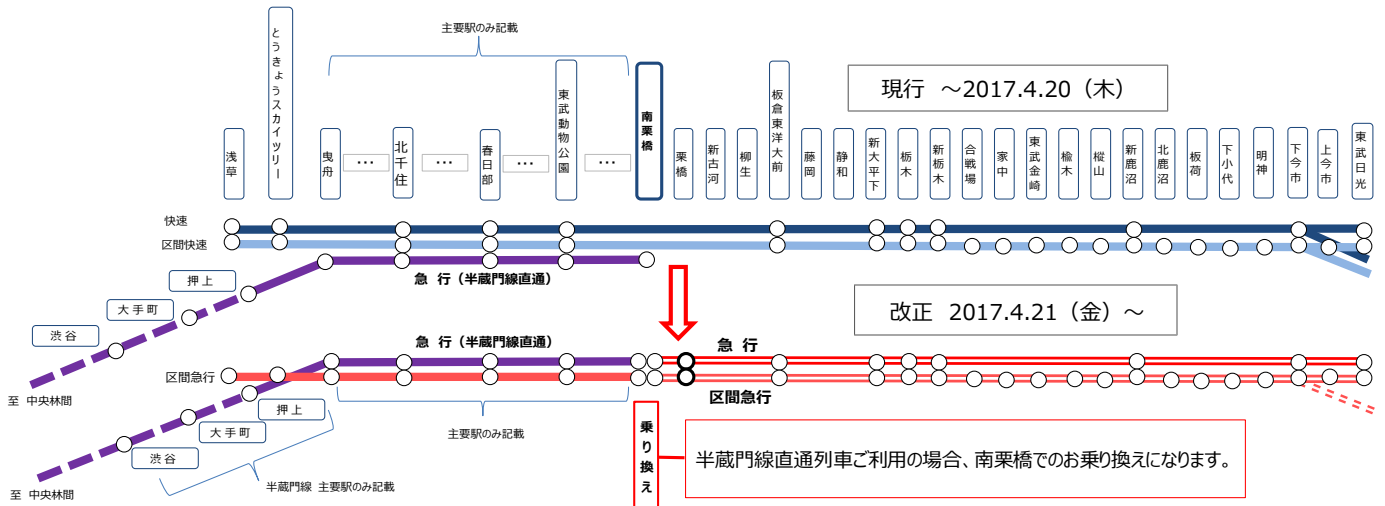 主要駅のみ記載
現行 ～2017.4.20（木）
浅草
とうきょうスカイツリー
曳舟
…
北千住
…
春日部
…
東武動物公園
…
南栗橋
栗橋
新古河
柳生
板倉東洋大前
藤岡
静和
新大平下
栃木
新栃木
合戦場
家中
東武金崎
楡木
樅山
新鹿沼
北鹿沼
板荷
下小代
明神
下今市
上今市
東武日光
快速
区間快速
急 行（半蔵門線直通）
押上
大手町
渋谷
至 中央林間
改正 2017.4.21（金）～
急 行（半蔵門線直通）
急 行
区間急行
区間急行
押上
大手町
渋谷
至 中央林間
半蔵門線 主要駅のみ記載
主要駅のみ記載
乗り換え
半蔵門線直通列車ご利用の場合、南栗橋でのお乗り換えになります。